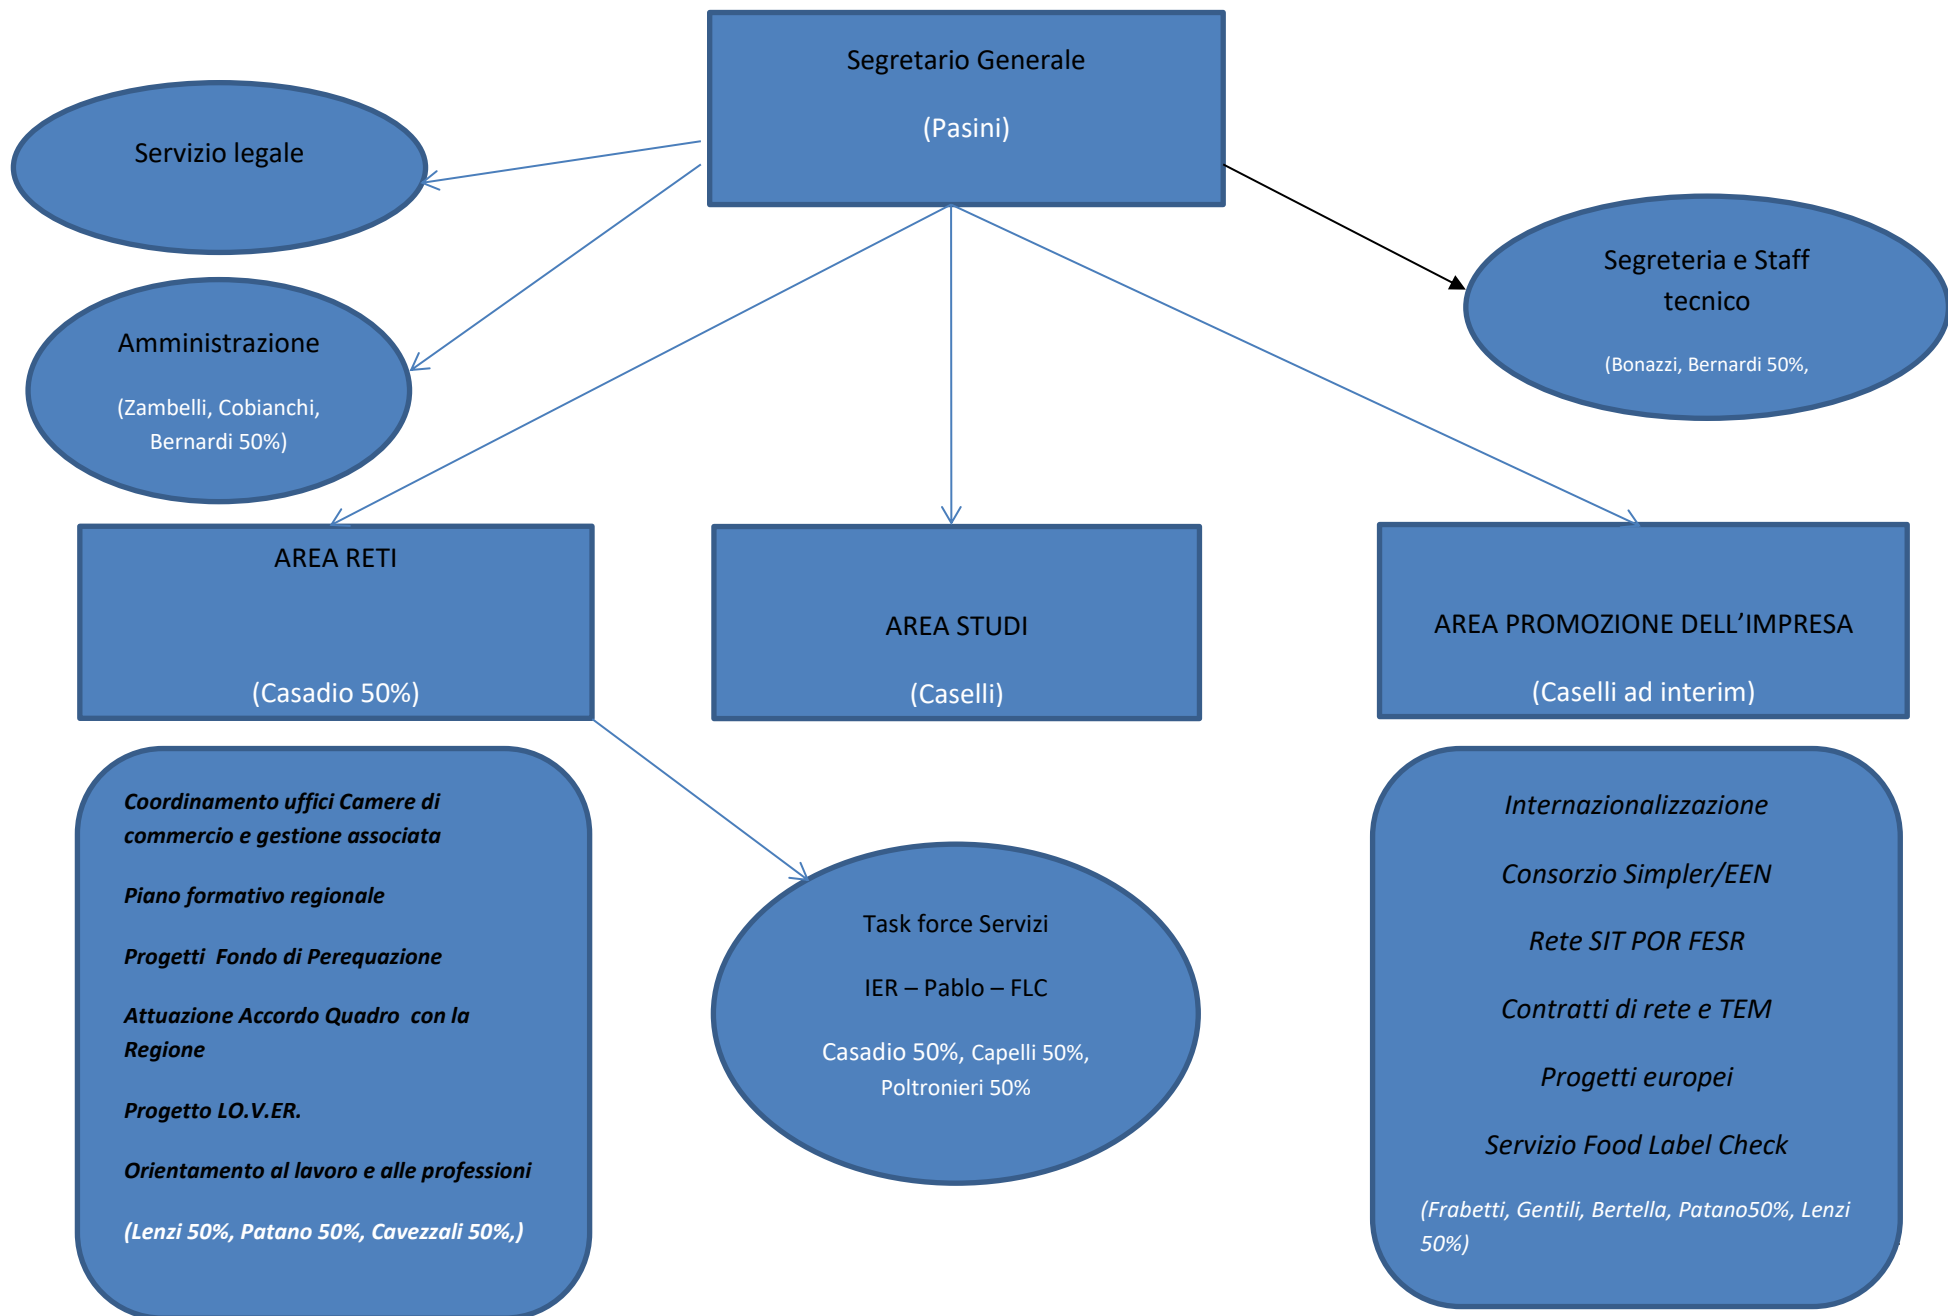 Segretario Generale
(Pasini)
Servizio legale
Segreteria e Staff
tecnico
(Bonazzi, Bernardi 50%,
Amministrazione
(Zambelli, Cobianchi,
Bernardi 50%)
AREA RETI
(Casadio 50%)
AREA STUDI
(Caselli)
AREA PROMOZIONE DELL’IMPRESA
(Caselli ad interim)
Coordinamento uffici Camere di
commercio e gestione associata
Piano formativo regionale
Progetti Fondo di Perequazione
Attuazione Accordo Quadro con la
Regione
Progetto LO.V.ER.
Orientamento al lavoro e alle professioni
(Lenzi 50%, Patano 50%, Cavezzali 50%,)
Task force Servizi
IER – Pablo – FLC
Casadio 50%, Capelli 50%,
Poltronieri 50%
Internazionalizzazione
Consorzio Simpler/EEN
Rete SIT POR FESR
Contratti di rete e TEM
Progetti europei
Servizio Food Label Check
(Frabetti, Gentili, Bertella, Patano50%, Lenzi
50%)